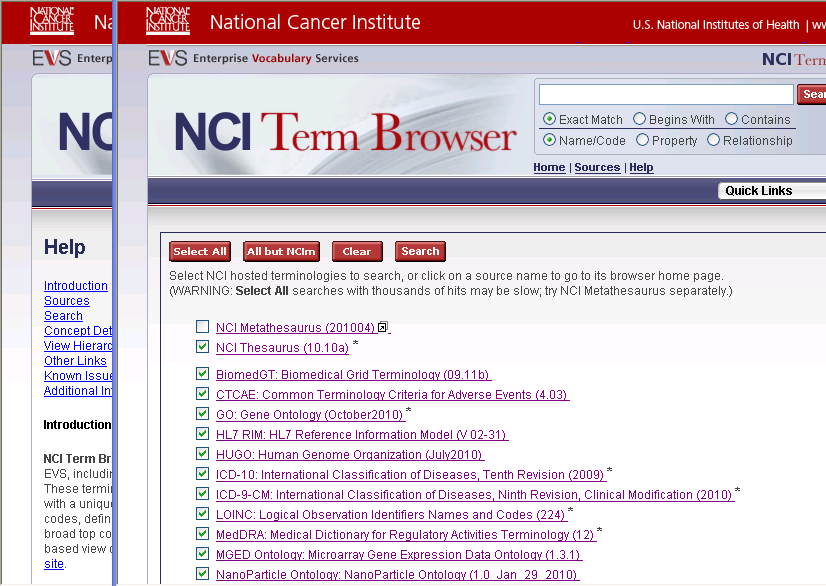 NATIONAL CANCER INSTITUTE
Na
EVS Enterp
NC
Help
Introduction
Sources
Search
Concept Det
View Hierarc
Other Links
Known Issue
Additional In
Introduction
NCI Term Br
EVS, includin
These termin
with a unique
codes, defin
broad top co
based view o
site.
NATIONAL CANCER INSTITUTE
National Cancer Institute
U.S. National Institutes of Health | ww
EVS Enterprise Vocabulary Services
NCI Term
NCI Term Browser
Sear
Exact Match Begins With Contains
Name/Code Property Relationship
Home | Sources | Help
Quick Links
Select All All but NCIm Clear Search
Select NCI hosted terminologies to search, or click on a source name to go to its browser home page.
(WARNING: Select All searches with thousands of hits may be slow; try NCI Metathesaurus separately.)
NCI Metathesaurus (201004)
NCI Thesaurus (10.10a) *
BiomedGT: Biomedical Grid Terminology (09.11b)
CTCAE: Common Terminology Criteria for Adverse Events (4.03)
GO: Gene Ontology (October2010) *
HL7 RIM: HL7 Reference Information Model (V 02-31)
HUGO: Human Genome Organization (July2010)
ICD-10: International Classification of Diseases, Tenth Revision (2009) *
ICD-9-CM: International Classification of Diseases, Ninth Revision, Clinical Modification (2010) *
LOINC: Logical Observation Identifiers Names and Codes (224) *
MedDRA: Medical Dictionary for Regulatory Activities Terminology (12) *
MGED Ontology: Microarray Gene Expression Data Ontology (1.3.1)
NanoParticle Ontology: NanoParticle Ontology (1.0_Jan_29_2010)